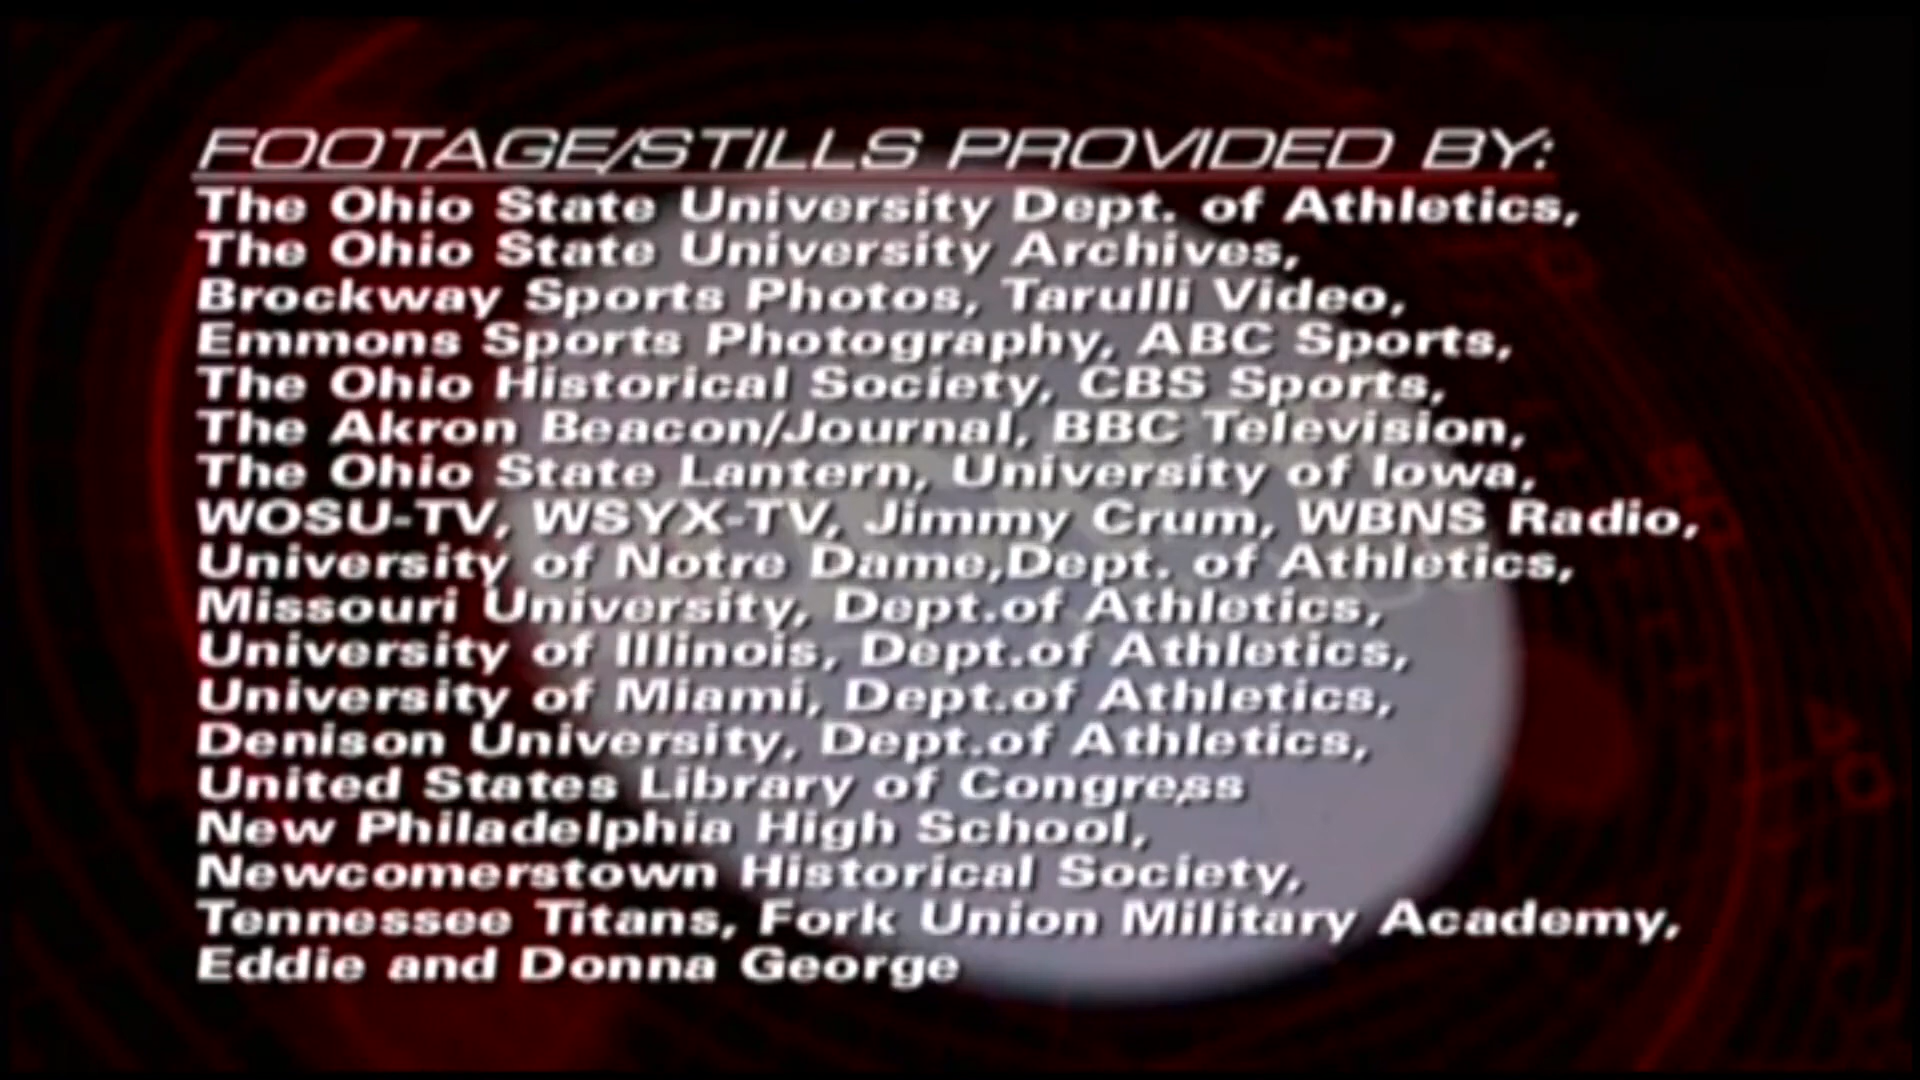 FOOTAGE/STILLS PROVIDED BY:
The Ohio State University Dept. of Athletics,
The Ohio State University Archives,
Brockway Sports Photos, Tarulli Video,
Emmons Sports Photography, ABC Sports,
The Ohio Historical Society, CBS Sports,
The Akron Beacon/Journal, BBC Television,
The Ohio State Lantern, University of Iowa,
WOSU-TV, WSYX-TV, Jimmy Crum, WBNS Radio,
University of Notre Dame,Dept. of Athletics,
Missouri University, Dept.of Athletics,
University of Illinois, Dept.of Athletics,
University of Miami, Dept.of Athletics,
Denison University, Dept.of Athletics,
United States Library of Congress,
New Philadelphia High School,
Newcomerstown Historical Society,
Tennessee Titans, Fork Union Military Academy,
Eddie and Donna George